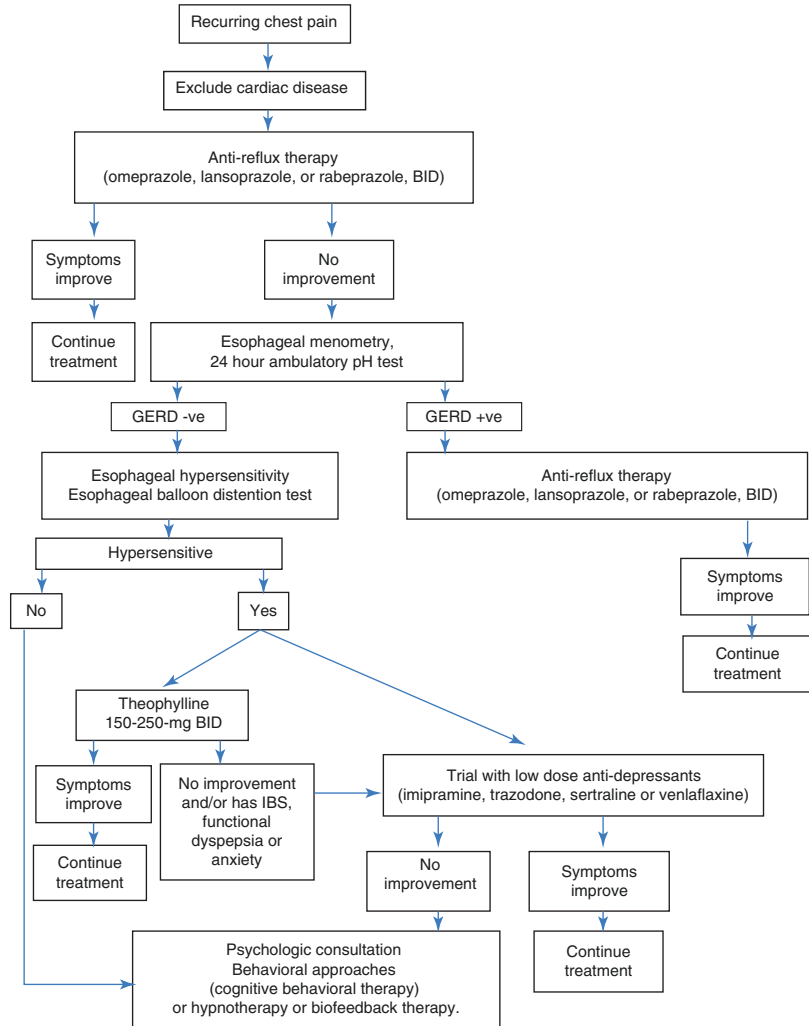 Recurring chest pain
Exclude cardiac disease
Anti-reflux therapy
(omeprazole, lansoprazole, or rabeprazole, BID)
Symptoms
improve
No
improvement
Continue
treatment
Esophageal menometry,
24 hour ambulatory pH test
GERD -ve
GERD +ve
Esophageal hypersensitivity
Esophageal balloon distention test
Anti-reflux therapy
(omeprazole, lansoprazole, or rabeprazole, BID)
Hypersensitive
Symptoms
improve
No
Yes
Continue
treatment
Theophylline
150-250-mg BID
Symptoms
improve
No improvement
and/or has IBS,
functional
dyspepsia or
anxiety
Trial with low dose anti-depressants
(imipramine, trazodone, sertraline or venlaflaxine)
Continue
treatment
No
improvement
Symptoms
improve
Psychologic consultation
Behavioral approaches
(cognitive behavioral therapy)
or hypnotherapy or biofeedback therapy.
Continue
treatment